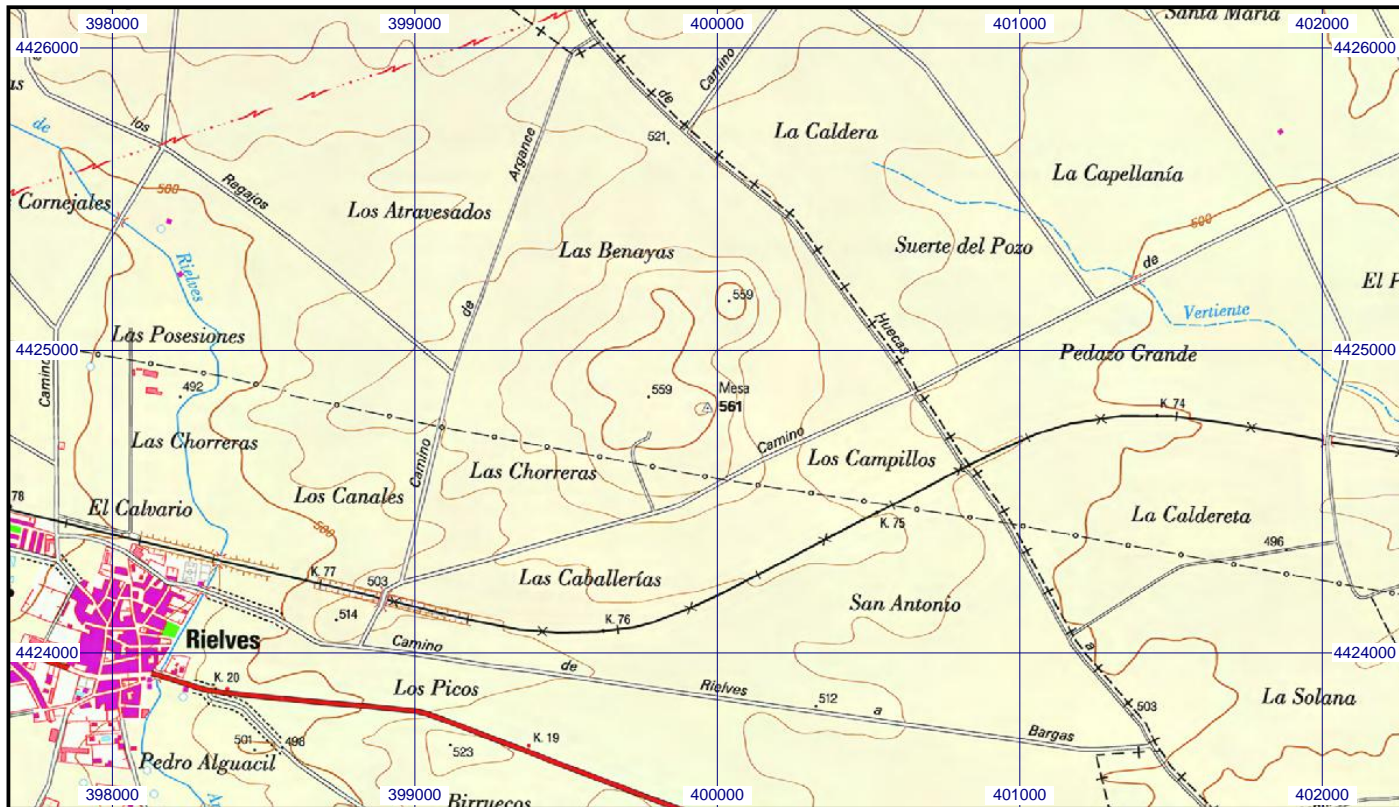 398000 399000 400000 401000 402000
Santa María
4426000 4426000
Camino
de
los
521
La Caldera
de
Argance
La Capellanía
Regajos
500
Cornejales
Los Atravesados
500
Suerte del Pozo
Las Benayas
de
Rielves
559
Vertiente
Huecas
Las Posesiones
de
4425000 4425000
Pedazo Grande
Camino
492
559
Mesa
561
K. 74
Las Chorreras
Camino
Camino
Los Campillos
Las Chorreras
Los Canales
78
El Calvario
500
K. 75
La Caldereta
496
K. 77
503
Las Caballerías
514
San Antonio
K. 76
Rielves
Camino
de
a
4424000 4424000
K. 20
Los Picos
Rielves
La Solana
512
a
503
Bargas
501
498
523
K. 19
Pedro Alguacil
Birruecos
398000 399000 400000 401000 402000